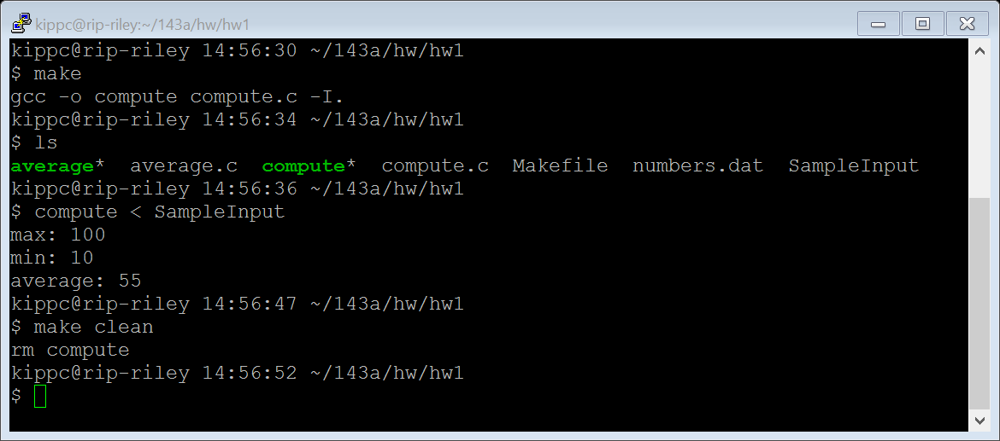 kippc@rip-riley:~/143a/hw/hw1
kippc@rip-riley 14:56:30 ~/143a/hw/hw1
$ make
gcc -o compute compute.c -I.
kippc@rip-riley 14:56:34 ~/143a/hw/hw1
$ ls
average*  average.c  compute*  compute.c  Makefile  numbers.dat  SampleInput
kippc@rip-riley 14:56:36 ~/143a/hw/hw1
$ compute < SampleInput
max: 100
min: 10
average: 55
kippc@rip-riley 14:56:47 ~/143a/hw/hw1
$ make clean
rm compute
kippc@rip-riley 14:56:52 ~/143a/hw/hw1
$